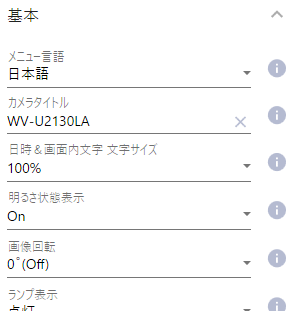 基本
メニュー言語
日本語
カメラタイトル
WV-U2130LA
日時＆画面内文字 文字サイズ
100%
明るさ状態表示
On
画像回転
0ﾟ(Off)
ランプ表示
点灯